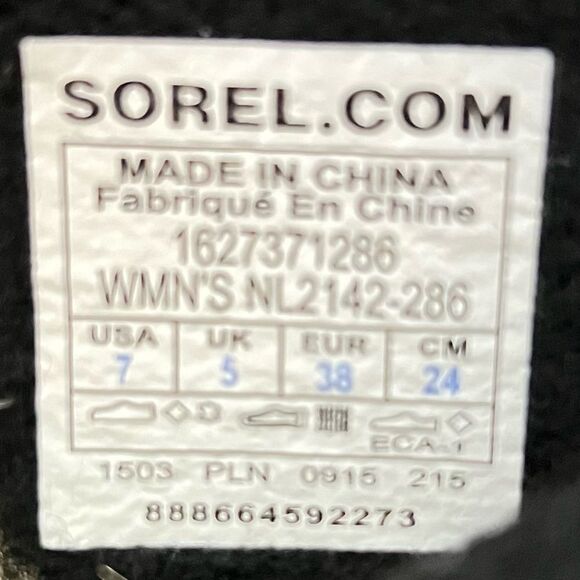 SOREL.COM
MADE IN CHINA
Fabriqué En Chine
1627371286
WMN'S NL2142-286
USA UK EUR CM
7 5 38 24
ECA-1
1503 PLN 0915 215
888664592273